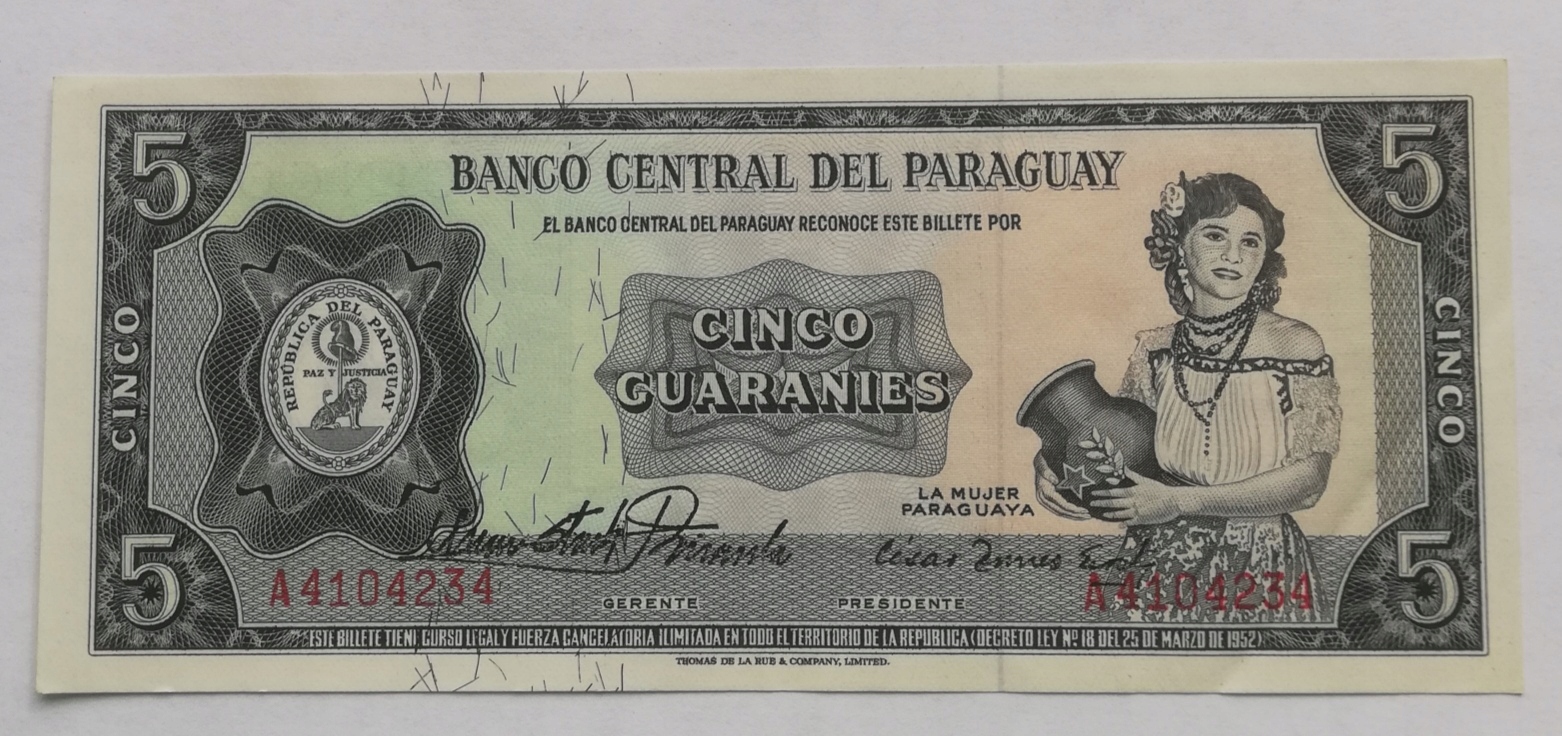 5
5
BANCO CENTRAL DEL PARAGUAY
EL BANCO CENTRAL DEL PARAGUAY RECONOCE ESTE BILLETE POR
CINCO
REPÚBLICA DEL PARAGUAY
PAZ Y JUSTICIA
CINCO
GUARANIES
CINCO
LA MUJER
PARAGUAYA
5
5
A4104234
GERENTE
PRESIDENTE
A4104234
ESTE BILLETE TIENE CURSO LEGAL Y FUERZA CANCELATORIA ILIMITADA EN TODO EL TERRITORIO DE LA REPUBLICA (DECRETO LEY Nº 18 DEL 25 DE MARZO DE 1952)
THOMAS DE LA RUE & COMPANY, LIMITED.